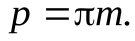 p = πm.